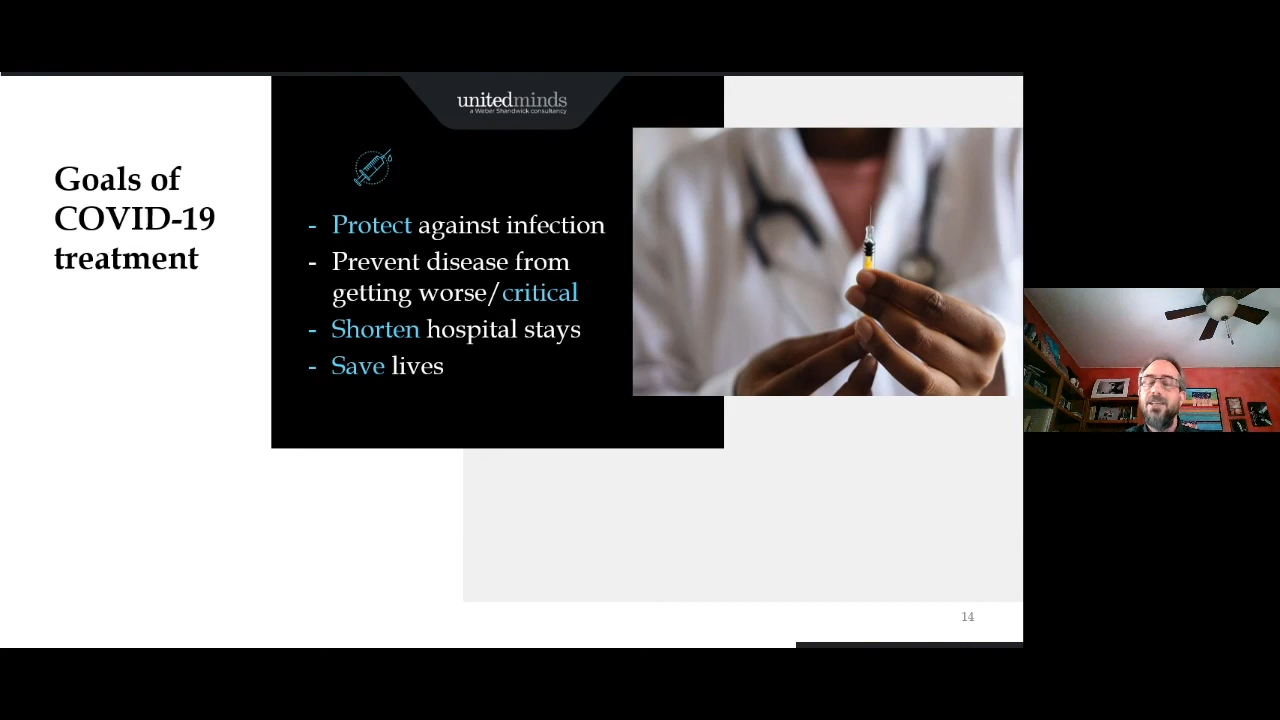 unitedminds
a Weber Shandwick consultancy
Goals of
COVID-19
treatment
- Protect against infection
- Prevent disease from
getting worse/critical
- Shorten hospital stays
- Save lives
14